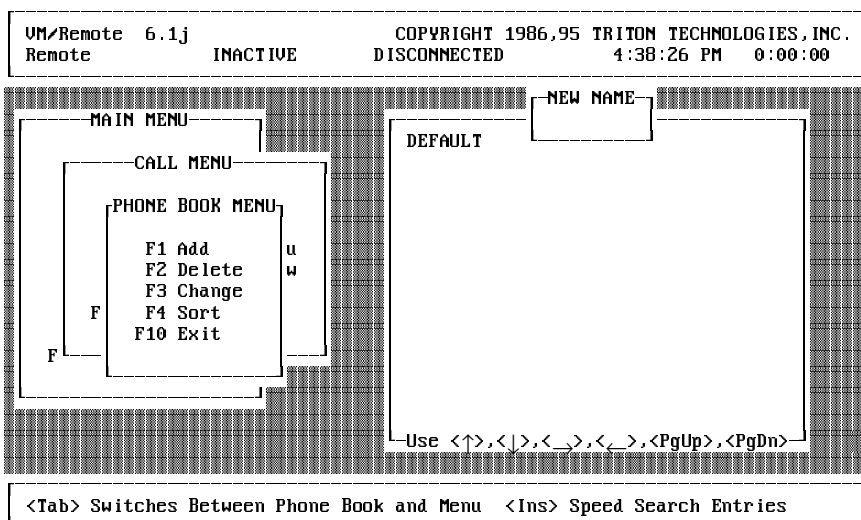 VM/Remote 6.1j COPYRIGHT 1986,95 TRITON TECHNOLOGIES,INC.
Remote INACTIVE DISCONNECTED 4:38:26 PM 0:00:00
NEW NAME
MAIN MENU
DEFAULT
CALL MENU
PHONE BOOK MENU
F1 Add u
F2 Delete w
F3 Change
F F4 Sort
F10 Exit
F
Use <↑>,<↓>,<→>,<←>,<PgUp>,<PgDn>
<Tab> Switches Between Phone Book and Menu <Ins> Speed Search Entries